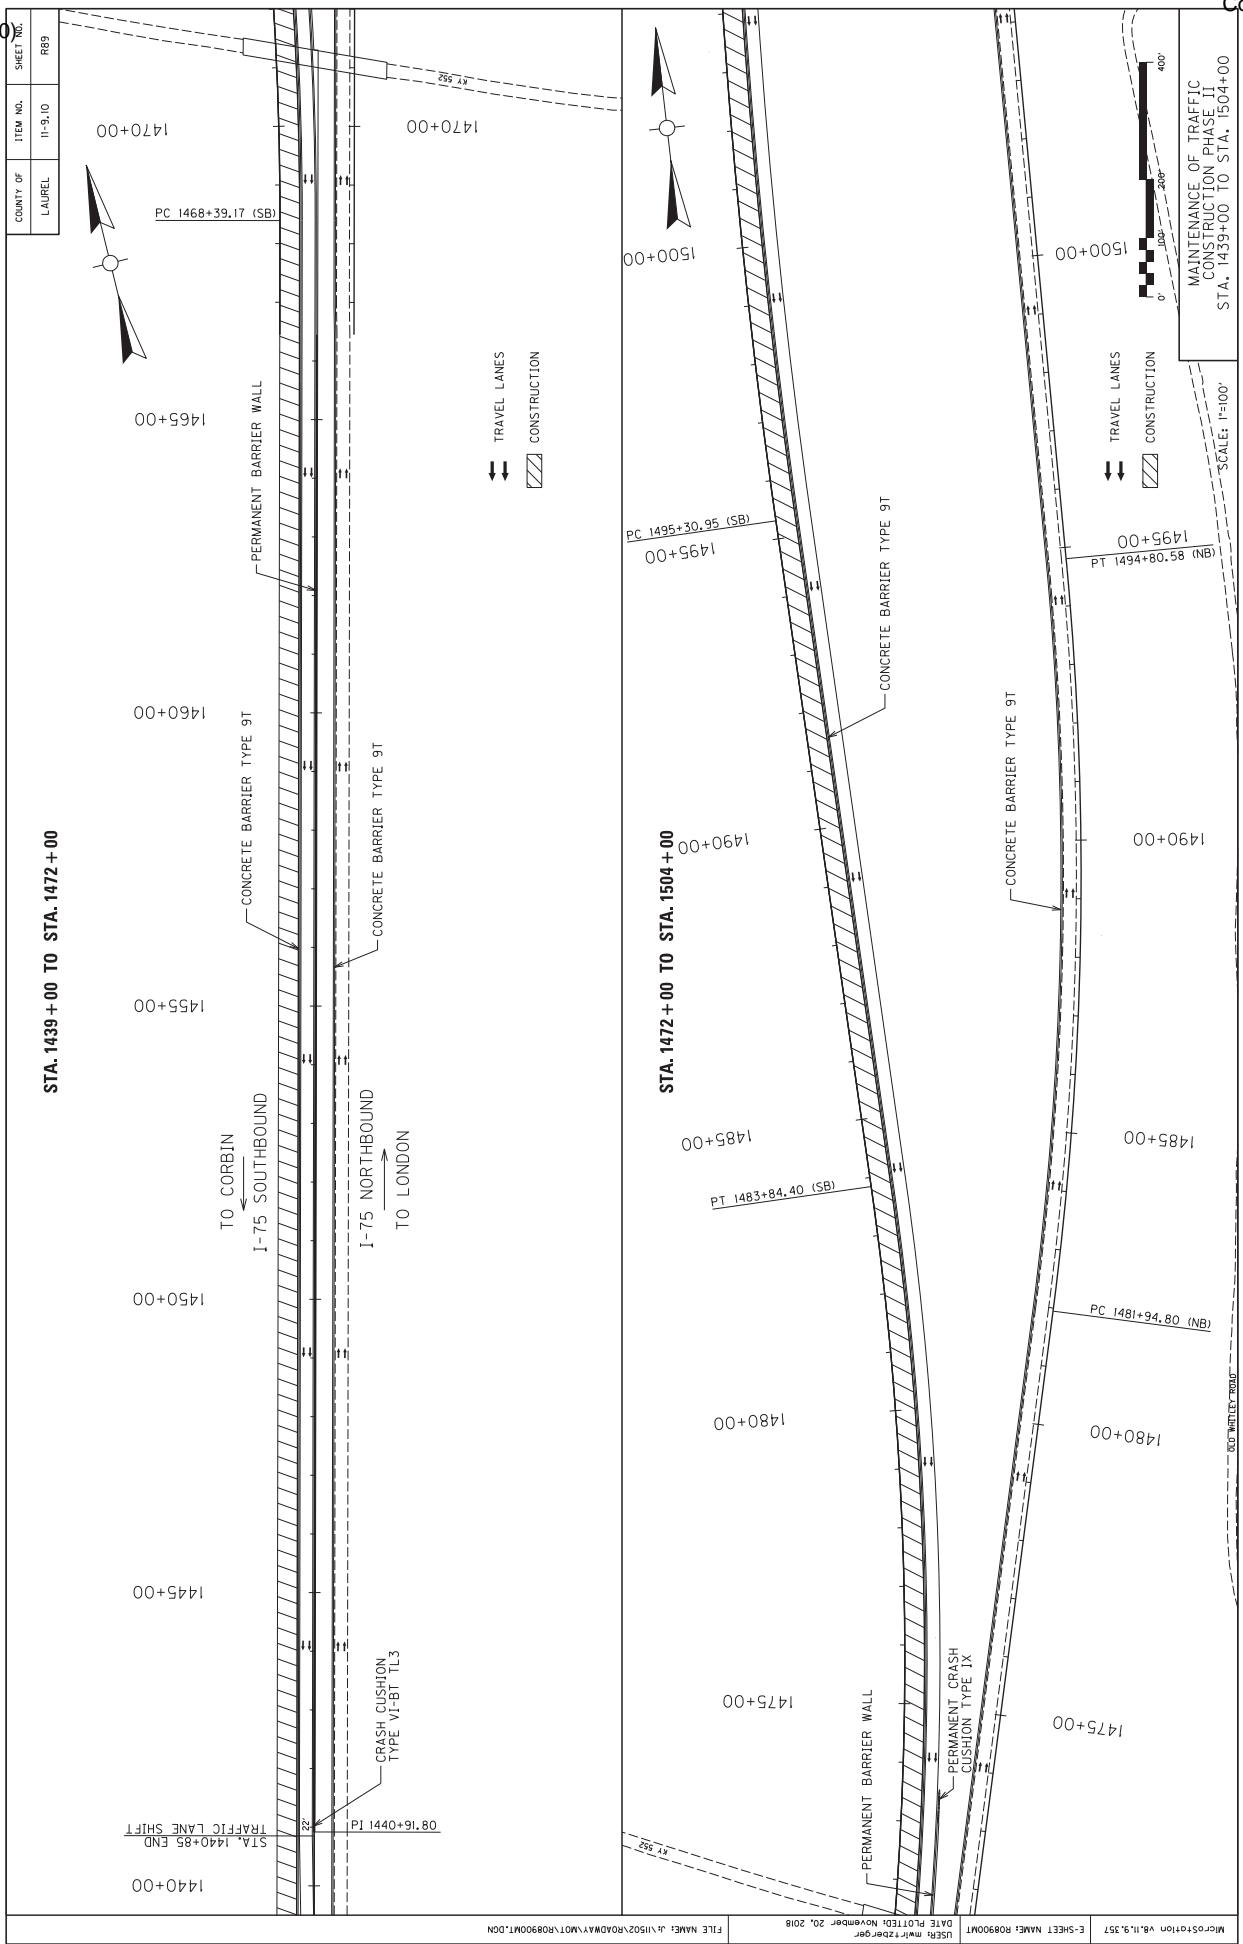 COUNTY OF
ITEM NO.
SHEET NO.
LAUREL
11-9.10
R89
STA. 1439+00 TO STA. 1472+00
1440+00
1445+00
1450+00
1455+00
1460+00
1465+00
1470+00
1470+00
KY 552
STA. 1440+85 END
TRAFFIC LANE SHIFT
22'
PI 1440+91.80
CRASH CUSHION
TYPE VI-BT TL3
TO CORBIN
I-75 SOUTHBOUND
I-75 NORTHBOUND
TO LONDON
CONCRETE BARRIER TYPE 9T
CONCRETE BARRIER TYPE 9T
PERMANENT BARRIER WALL
PC 1468+39.17 (SB)
TRAVEL LANES
CONSTRUCTION
STA. 1472+00 TO STA. 1504+00
KY 552
1475+00
1480+00
1485+00
1490+00
1495+00
1500+00
PERMANENT BARRIER WALL
PERMANENT CRASH
CUSHION TYPE IX
PT 1483+84.40 (SB)
PC 1495+30.95 (SB)
CONCRETE BARRIER TYPE 9T
CONCRETE BARRIER TYPE 9T
1475+00
1480+00
1485+00
1490+00
1495+00
1500+00
PC 1481+94.80 (NB)
PT 1494+80.58 (NB)
OLD WHITLEY ROAD
TRAVEL LANES
CONSTRUCTION
0'
100'
200'
400'
SCALE: 1"=100'
MAINTENANCE OF TRAFFIC
CONSTRUCTION PHASE II
STA. 1439+00 TO STA. 1504+00
MicroStation v8.11.9.357
E-SHEET NAME: R08900MT
USER: mwirtzberger
DATE PLOTTED: November 20, 2018
FILE NAME: J:\11502\ROADWAY\MOT\R08900MT.DGN